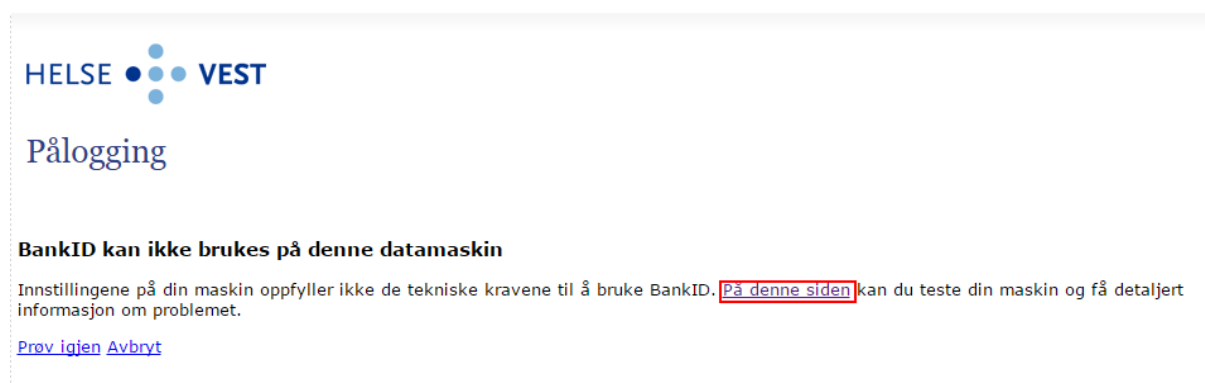 HELSE VEST
Pålogging
BankID kan ikke brukes på denne datamaskin
Innstillingene på din maskin oppfyller ikke de tekniske kravene til å bruke BankID. På denne siden kan du teste din maskin og få detaljert
informasjon om problemet.
Prøv igjen Avbryt